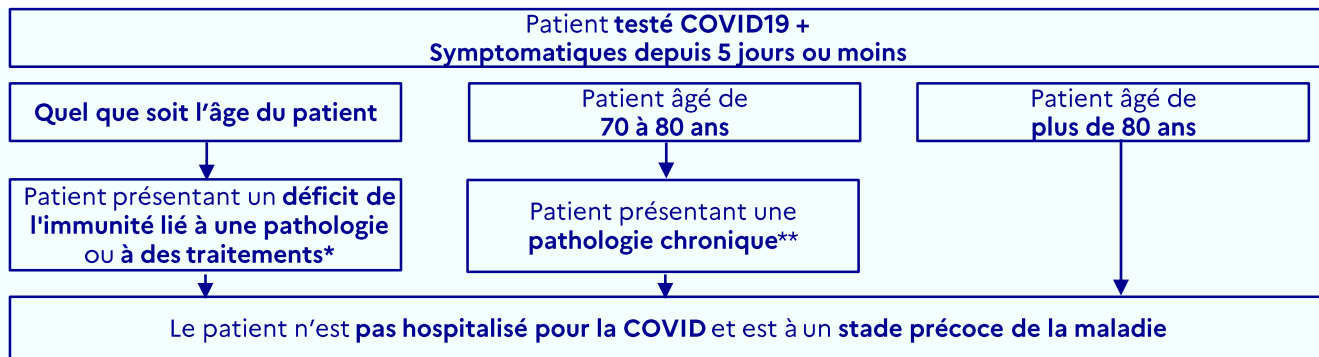 Patient testé COVID19 +
Symptomatiques depuis 5 jours ou moins
Quel que soit l'âge du patient
Patient âgé de
70 à 80 ans
Patient âgé de
plus de 80 ans
Patient présentant un déficit de
l'immunité lié à une pathologie
ou à des traitements*
Patient présentant une
pathologie chronique**
Le patient n'est pas hospitalisé pour la COVID et est à un stade précoce de la maladie